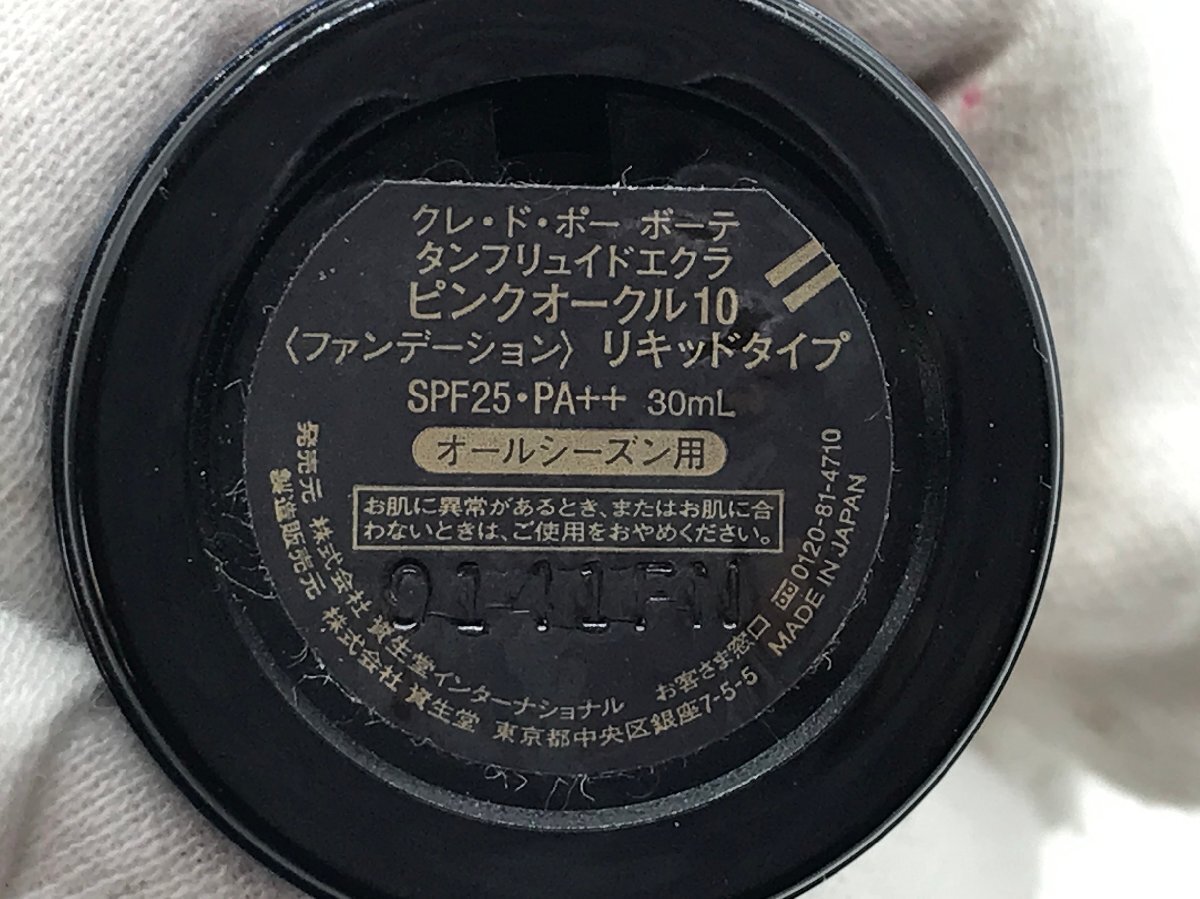 クレ・ド・ポー ボーテ
タンフリュイドエクラ
ピンクオークル10
〈ファンデーション〉 リキッドタイプ
SPF25・PA++ 30mL
オールシーズン用
お肌に異常があるとき、またはお肌に合
わないときは、ご使用をおやめください。
発売元 株式会社 資生堂インターナショナル お客さま窓口 0120-81-4710
製造販売元 株式会社 資生堂 東京都中央区銀座7-5-5 MADE IN JAPAN